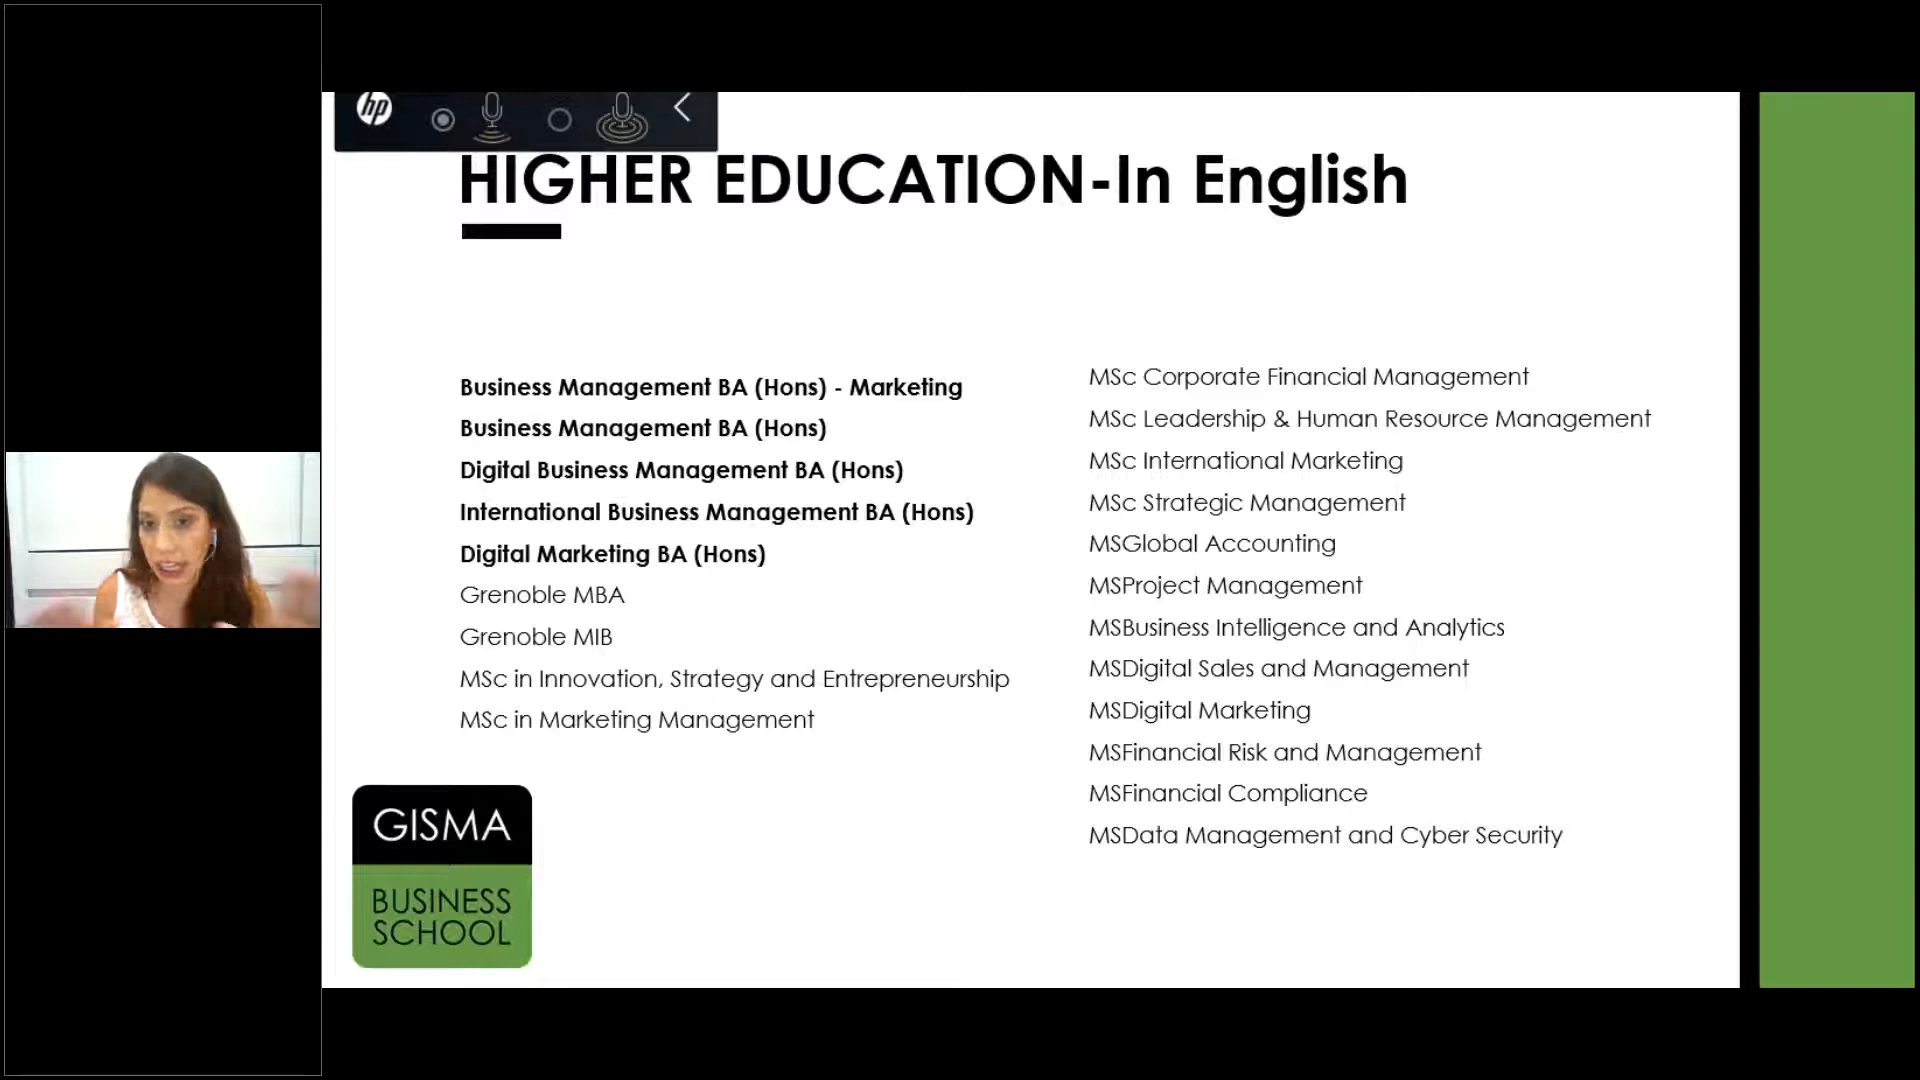 hp
HIGHER EDUCATION-In English
Business Management BA (Hons) - Marketing
Business Management BA (Hons)
Digital Business Management BA (Hons)
International Business Management BA (Hons)
Digital Marketing BA (Hons)
Grenoble MBA
Grenoble MIB
MSc in Innovation, Strategy and Entrepreneurship
MSc in Marketing Management
MSc Corporate Financial Management
MSc Leadership & Human Resource Management
MSc International Marketing
MSc Strategic Management
MSGlobal Accounting
MSProject Management
MSBusiness Intelligence and Analytics
MSDigital Sales and Management
MSDigital Marketing
MSFinancial Risk and Management
MSFinancial Compliance
MSData Management and Cyber Security
GISMA
BUSINESS
SCHOOL